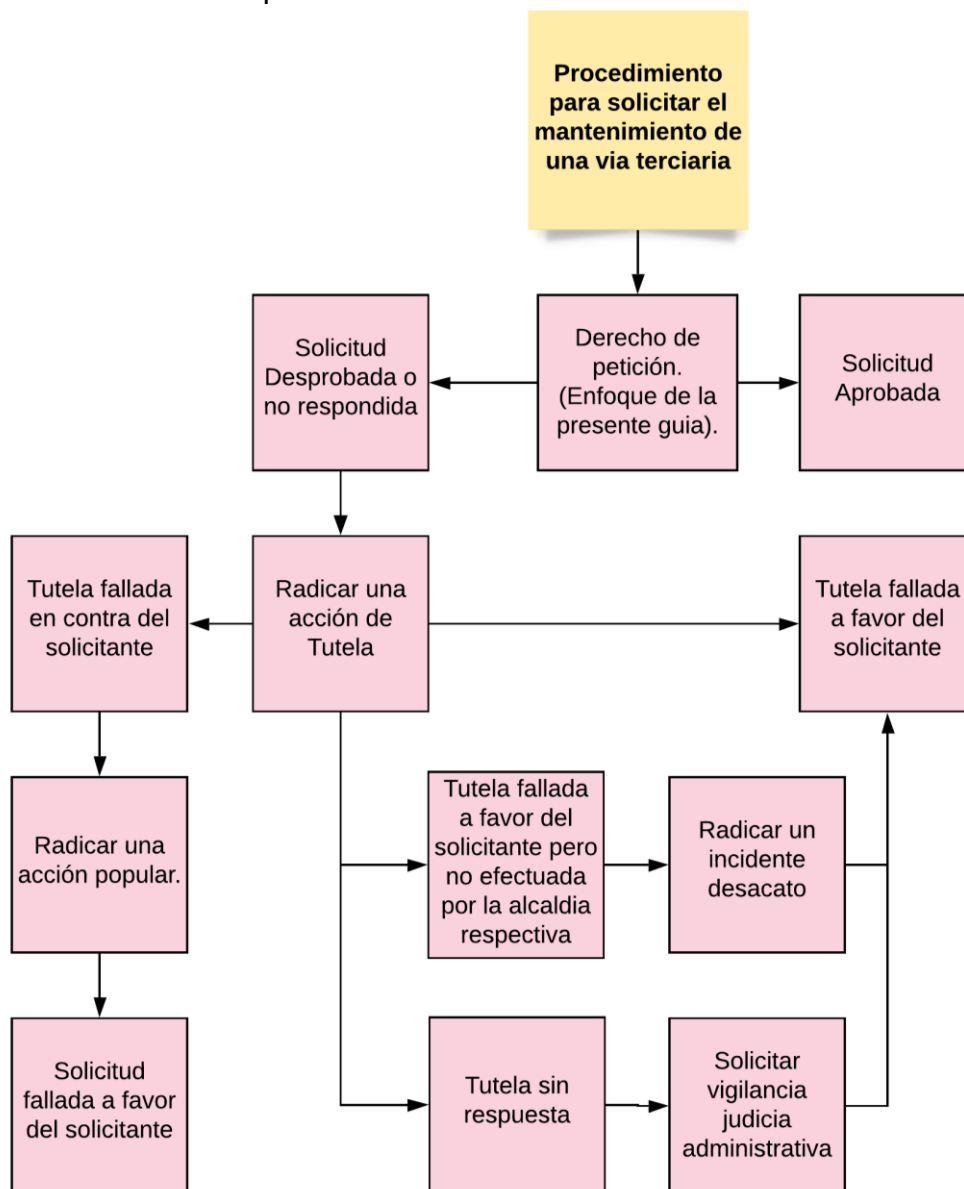 Procedimiento
para solicitar el
mantenimiento de
una via terciaria
Solicitud
Desprobada o
no respondida
Derecho de
petición.
(Enfoque de la
presente guia).
Solicitud
Aprobada
Tutela fallada
en contra del
solicitante
Radicar una
acción de
Tutela
Tutela fallada
a favor del
solicitante
Radicar una
acción popular.
Tutela fallada
a favor del
solicitante pero
no efectuada
por la alcaldia
respectiva
Radicar un
incidente
desacato
Solicitud
fallada a favor
del solicitante
Tutela sin
respuesta
Solicitar
vigilancia
judicia
administrativa